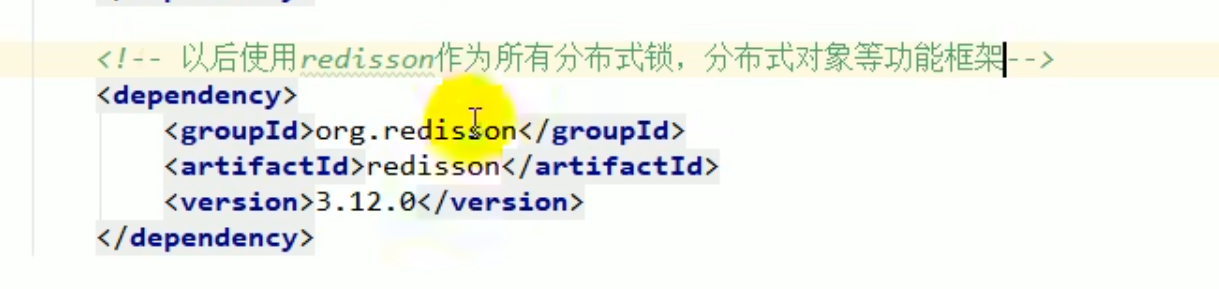 <!-- 以后使用redisson作为所有分布式锁，分布式对象等功能框架-->
<dependency>
<groupId>org.redisson</groupId>
<artifactId>redisson</artifactId>
<version>3.12.0</version>
</dependency>